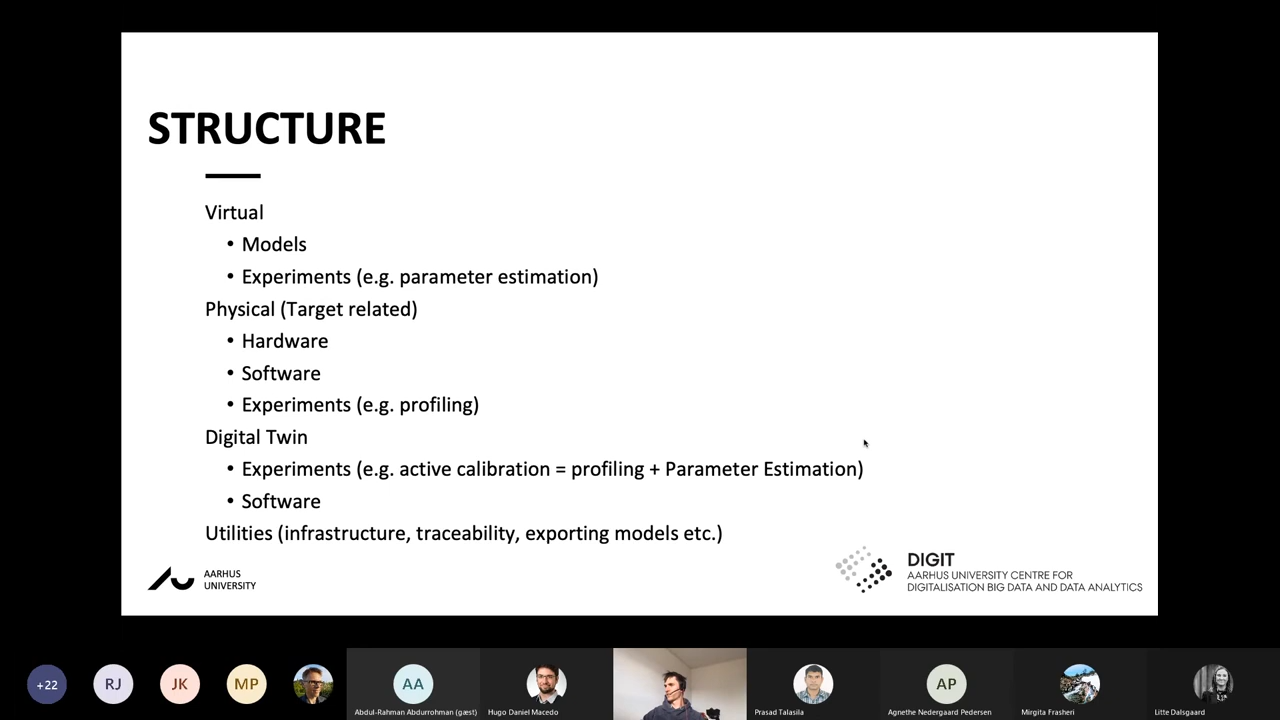 STRUCTURE
Virtual
• Models
• Experiments (e.g. parameter estimation)
Physical (Target related)
• Hardware
• Software
• Experiments (e.g. profiling)
Digital Twin
• Experiments (e.g. active calibration = profiling + Parameter Estimation)
• Software
Utilities (infrastructure, traceability, exporting models etc.)
AARHUS
UNIVERSITY
DIGIT
AARHUS UNIVERSITY CENTRE FOR
DIGITALISATION BIG DATA AND DATA ANALYTICS
+22
RJ
JK
MP
AA
AP
Abdul-Rahman Abdurrohman (gæst)
Hugo Daniel Macedo
Prasad Talasila
Agnethe Nedergaard Pedersen
Mirgita Frasheri
Litte Dalsgaard